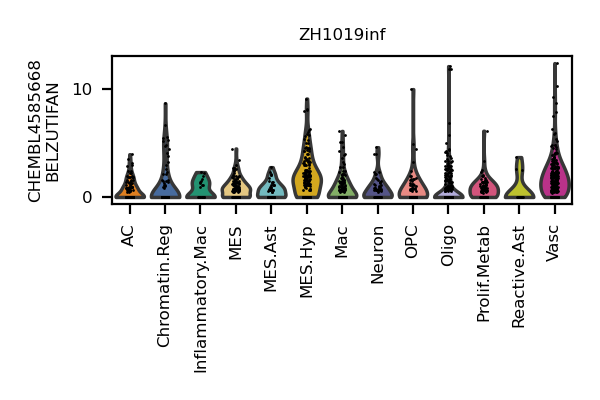 ZH1019inf
CHEMBL4585668
BELZUTIFAN
10
0
AC
Chromatin.Reg
Inflammatory.Mac
MES
MES.Ast
MES.Hyp
Mac
Neuron
OPC
Oligo
Prolif.Metab
Reactive.Ast
Vasc